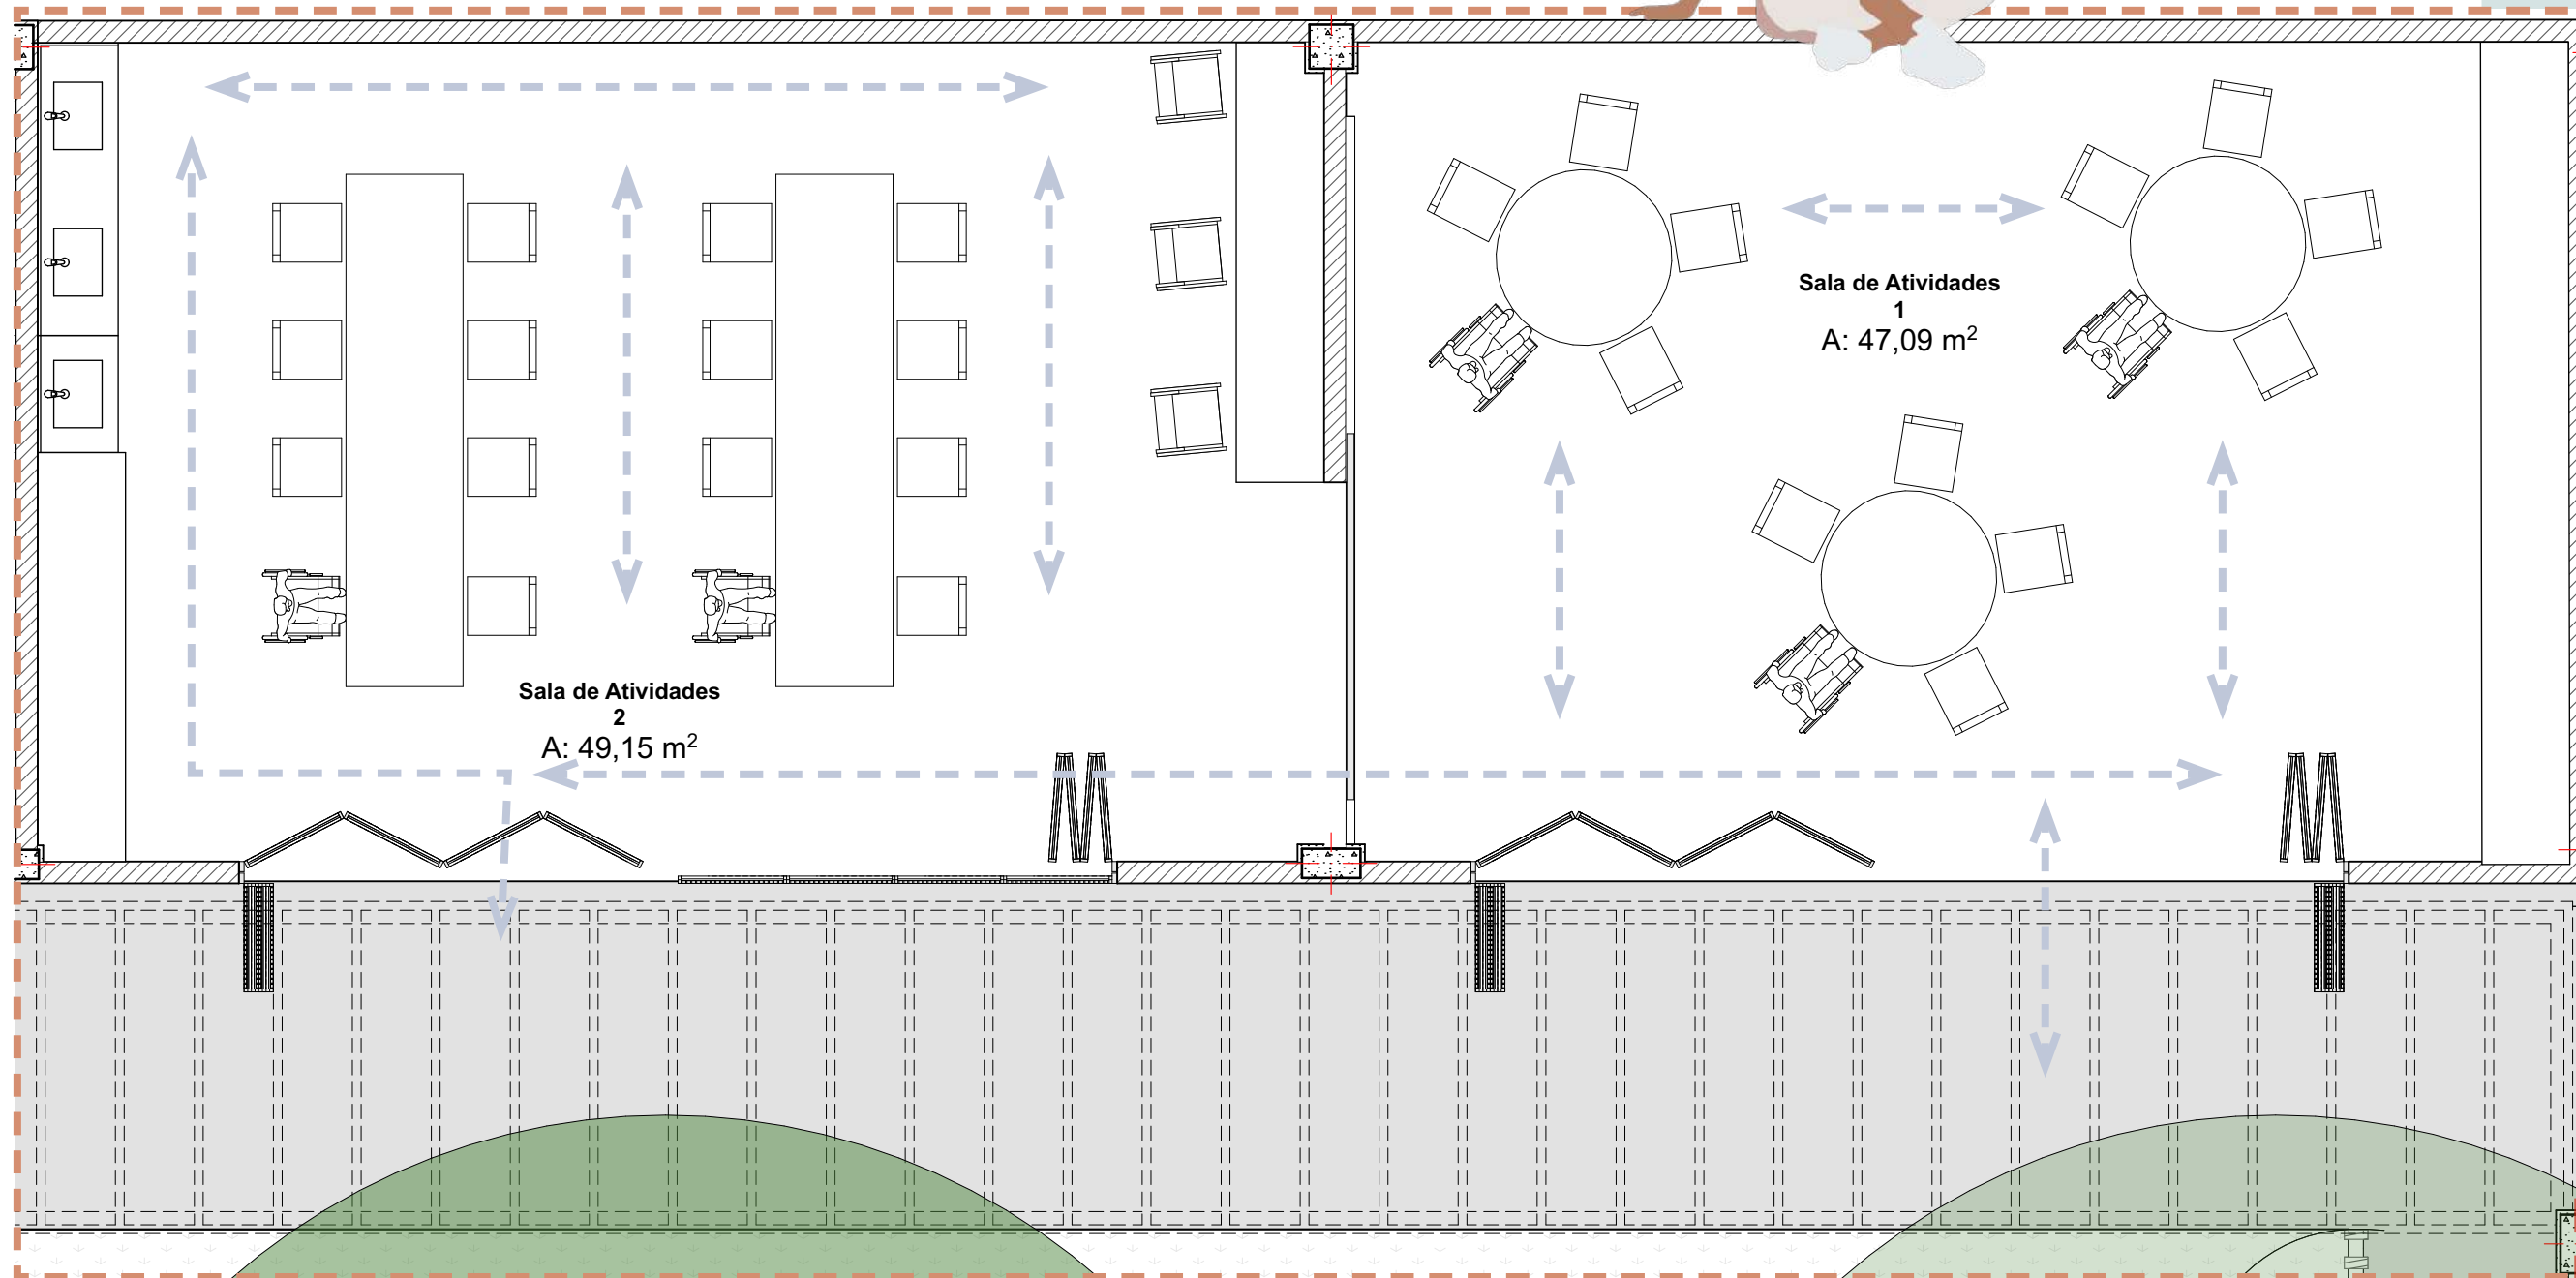 Sala de Atividades
1
A: 47,09 m²
Sala de Atividades
2
A: 49,15 m²